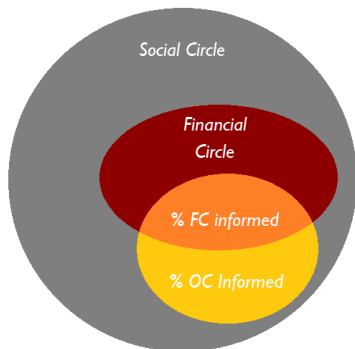 Social Circle
Financial
Circle
% FC informed
% OC Informed